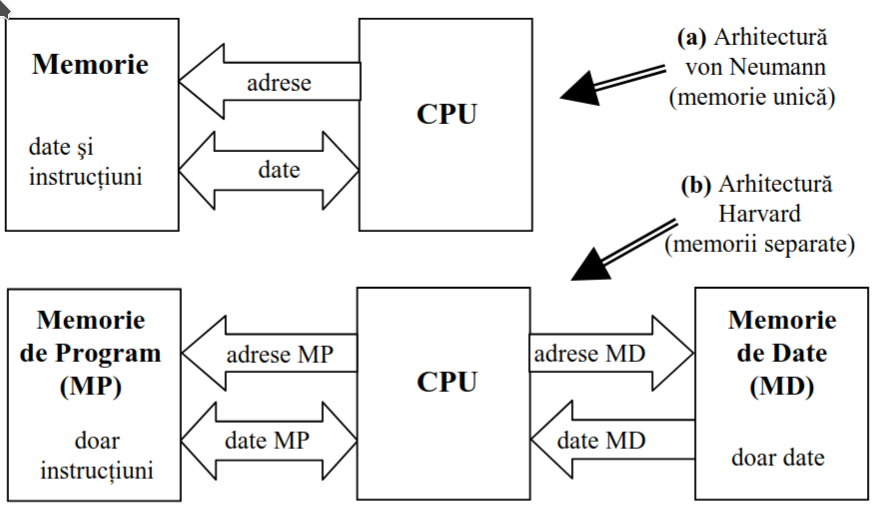 Memorie
date şi
instrucțiuni
adrese
date
CPU
(a) Arhitectură
von Neumann
(memorie unică)
(b) Arhitectură
Harvard
(memorii separate)
Memorie
de Program
(MP)
doar
instrucțiuni
adrese MP
date MP
CPU
adrese MD
date MD
Memorie
de Date
(MD)
doar date